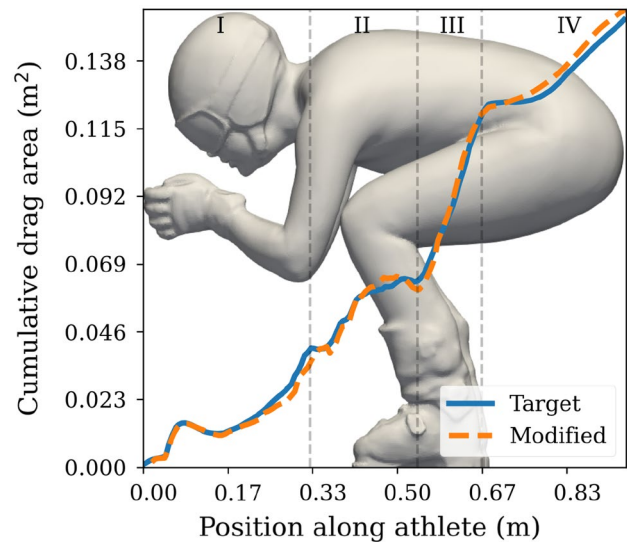 I II III IV
Cumulative drag area (m²)
0.138
0.115
0.092
0.069
0.046
0.023
0.000
Target
Modified
0.00 0.17 0.33 0.50 0.67 0.83
Position along athlete (m)